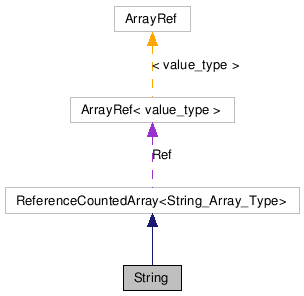 ArrayRef
< value_type >
ArrayRef< value_type >
Ref
ReferenceCountedArray<String_Array_Type>
String